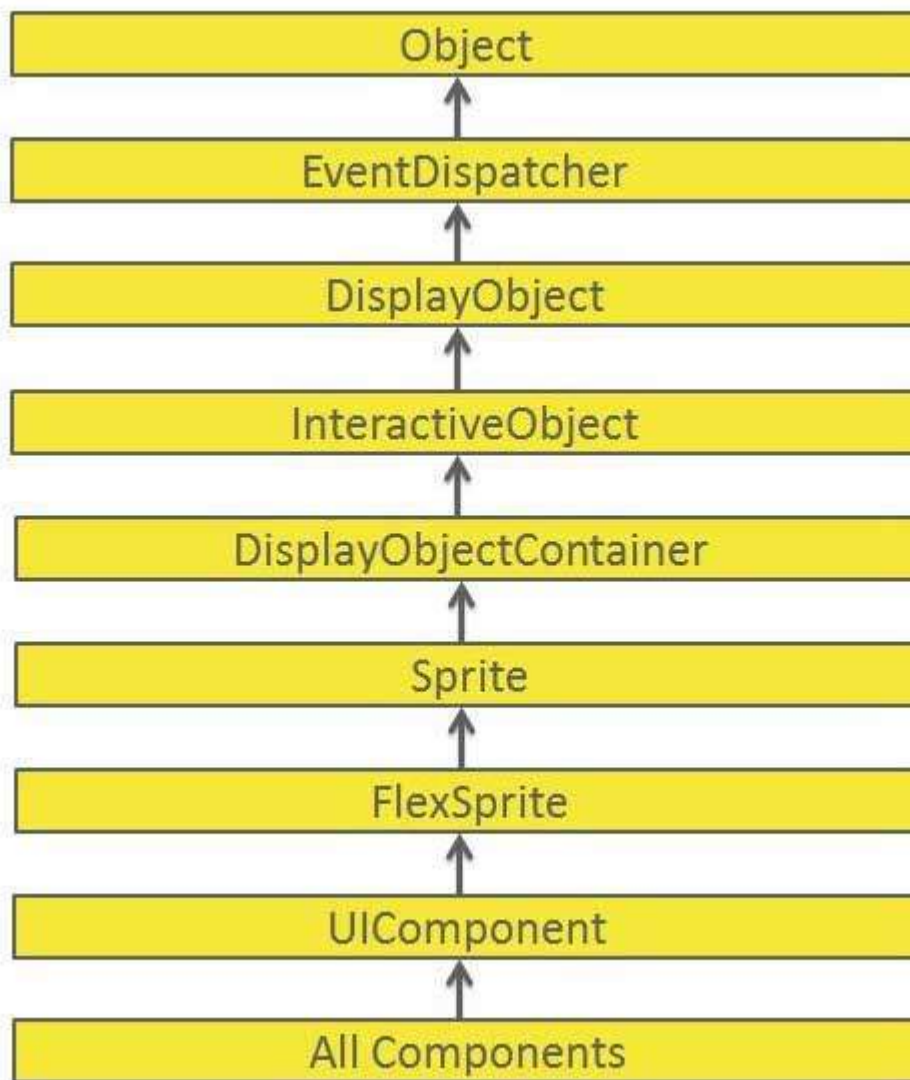 Object
EventDispatcher
DisplayObject
InteractiveObject
DisplayObjectContainer
Sprite
FlexSprite
UIComponent
All Components